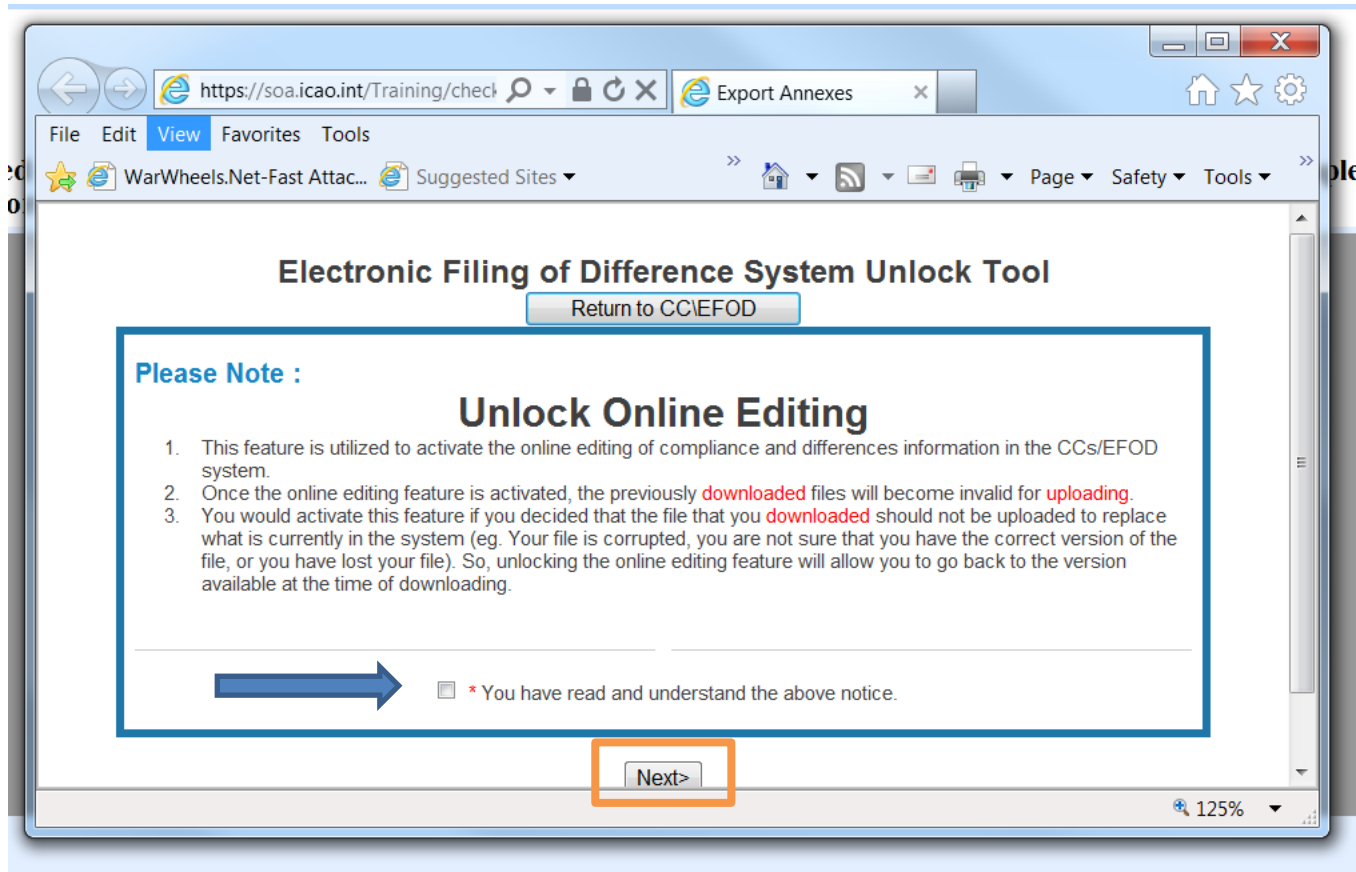 https://soa.icao.int/Training/check
Export Annexes
File Edit View Favorites Tools
WarWheels.Net-Fast Attac... Suggested Sites Page Safety Tools
Electronic Filing of Difference System Unlock Tool
Return to CC\EFOD
Please Note :
Unlock Online Editing
1. This feature is utilized to activate the online editing of compliance and differences information in the CCs/EFOD
system.
2. Once the online editing feature is activated, the previously downloaded files will become invalid for uploading.
3. You would activate this feature if you decided that the file that you downloaded should not be uploaded to replace
what is currently in the system (eg. Your file is corrupted, you are not sure that you have the correct version of the
file, or you have lost your file). So, unlocking the online editing feature will allow you to go back to the version
available at the time of downloading.
* You have read and understand the above notice.
Next>
125%